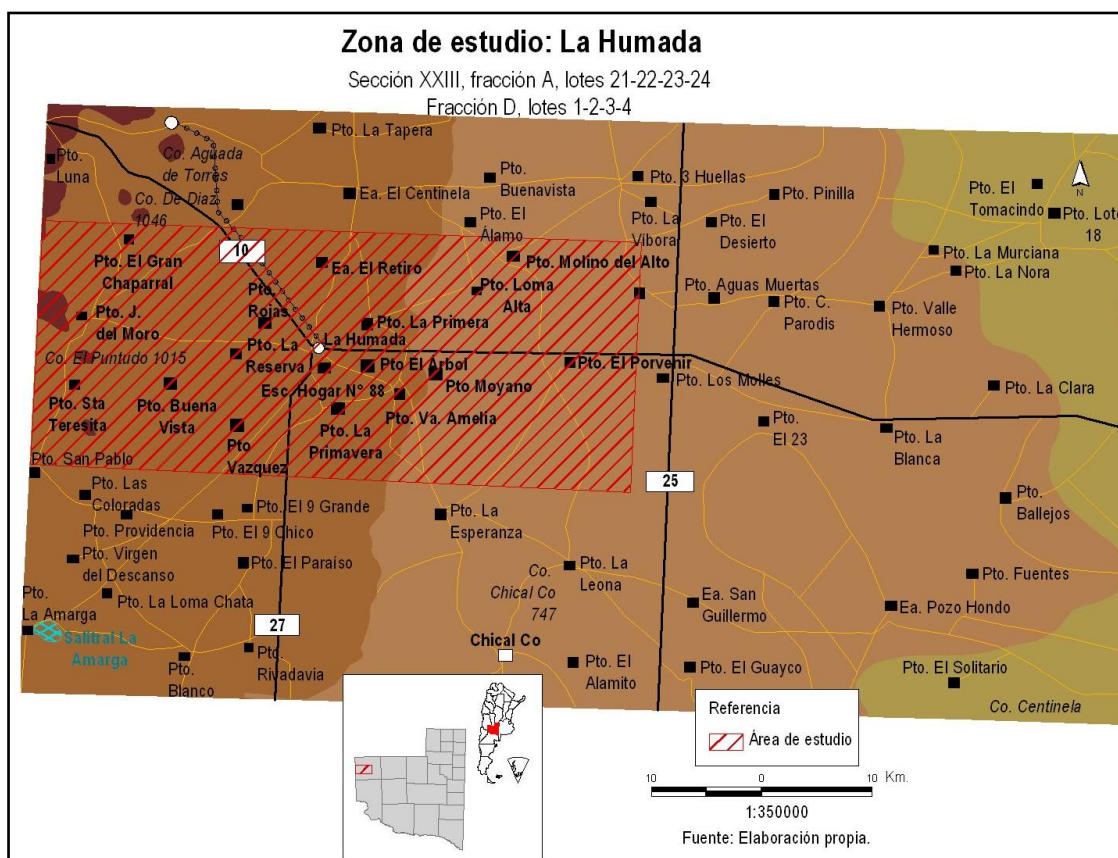 Zona de estudio: La Humada
Sección XXIII, fracción A, lotes 21-22-23-24
Fracción D, lotes 1-2-3-4
Pto. La Tapera
Pto.
Luna
Co. Aguada
de Torres
Co. De Diaz
1046
Ea. El Centinela
Pto.
Buenavista
Pto. 3 Huellas
Pto. Pinilla
Pto. El
Tomacindo
N
Pto. Lote
18
Pto. El
Álamo
Pto. La
Vibora
Pto. El
Desierto
Pto. La Murciana
Pto. La Nora
10
Pto. El Gran
Chaparral
Ea. El Retiro
Pto. Molino del Alto
Pto. Loma
Alta
Pto. Aguas Muertas
Pto. C.
Parodis
Pto. Valle
Hermoso
Pto.
Rojas
Pto. J.
del Moro
Pto. La Primera
La Humada
Pto. La
Reserva
Co. El Puntudo 1015
Pto El Arbol
Pto. El Porvenir
Esc. Hogar N° 88
Pto Moyano
Pto. Los Molles
Pto. La Clara
Pto. Sta
Teresita
Pto. Buena
Vista
Pto. Va. Amelia
Pto. La
Primavera
Pto
Vazquez
Pto.
El 23
Pto. La
Blanca
Pto. San Pablo
25
Pto. Las
Coloradas
Pto. El 9 Grande
Pto. La
Esperanza
Pto.
Ballejos
Pto. Providencia
Pto. El 9 Chico
Pto. Virgen
del Descanso
Pto. El Paraíso
Co.
Chical Co
747
Pto. La
Leona
Pto. Fuentes
Pto.
La Amarga
Pto. La Loma Chata
Ea. San
Guillermo
Ea. Pozo Hondo
27
Salitral La
Amarga
Chical Co
Pto.
Blanco
Pto.
Rivadavia
Pto. El
Alamito
Pto. El Guayco
Pto. El Solitario
Co. Centinela
Referencia
Área de estudio
10
0
10
Km.
1:350000
Fuente: Elaboración propia.